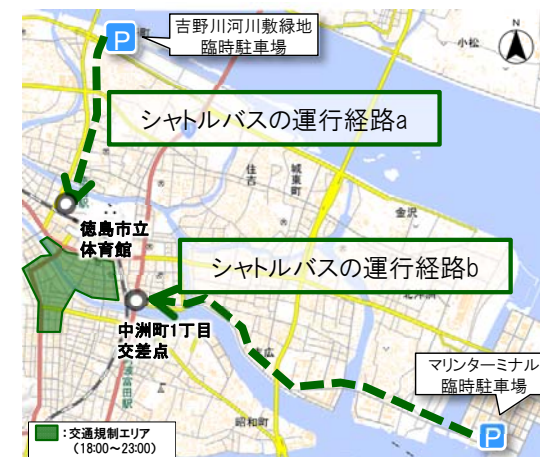 吉野川河川敷緑地
臨時駐車場
P
小松
N
シャトルバスの運行経路a
住吉
城東町
金沢
徳島市立
体育館
シャトルバスの運行経路b
中洲町1丁目
交差点
マリンターミナル
臨時駐車場
昭和町
P
:交通規制エリア
(18:00～23:00)